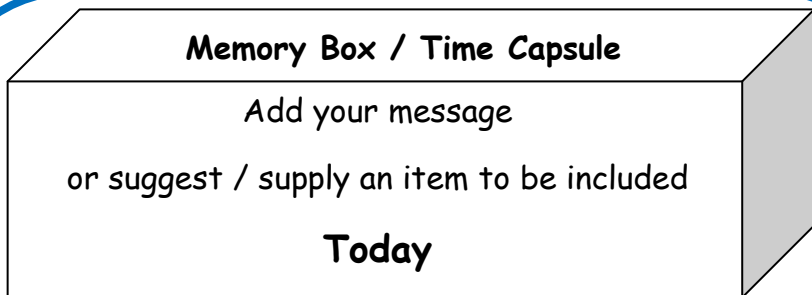 Memory Box / Time Capsule
Add your message
or suggest / supply an item to be included
Today